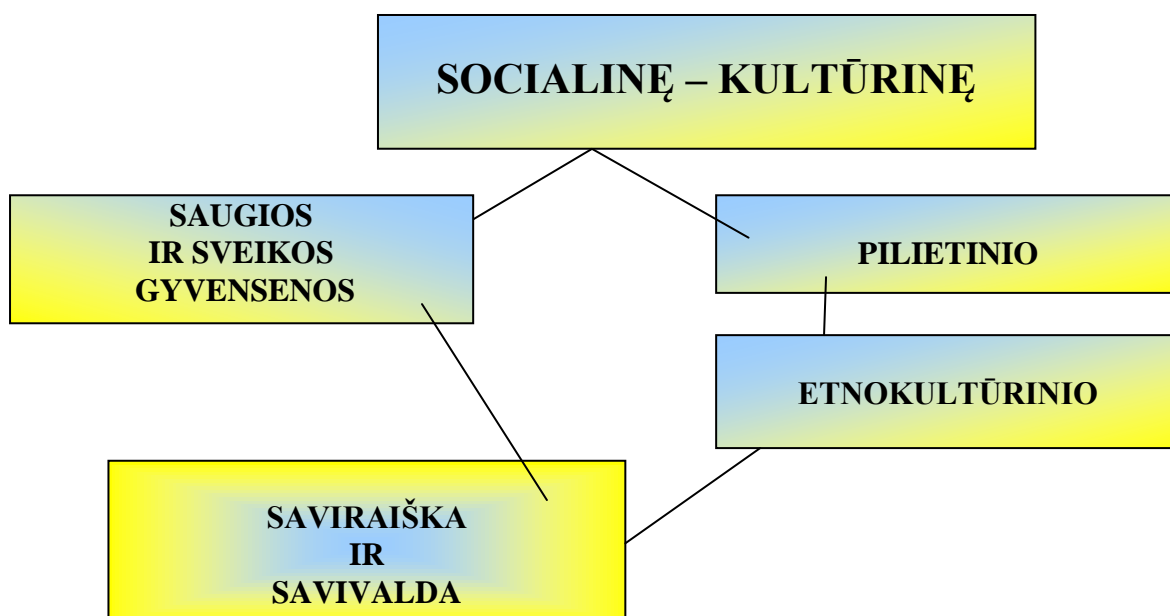 SOCIALINĘ – KULTŪRINĘ
SAUGIOS
IR SVEIKOS
GYVENSENOS
PILIETINIO
ETNOKULTŪRINIO
SAVIRAIŠKA
IR
SAVIVALDA